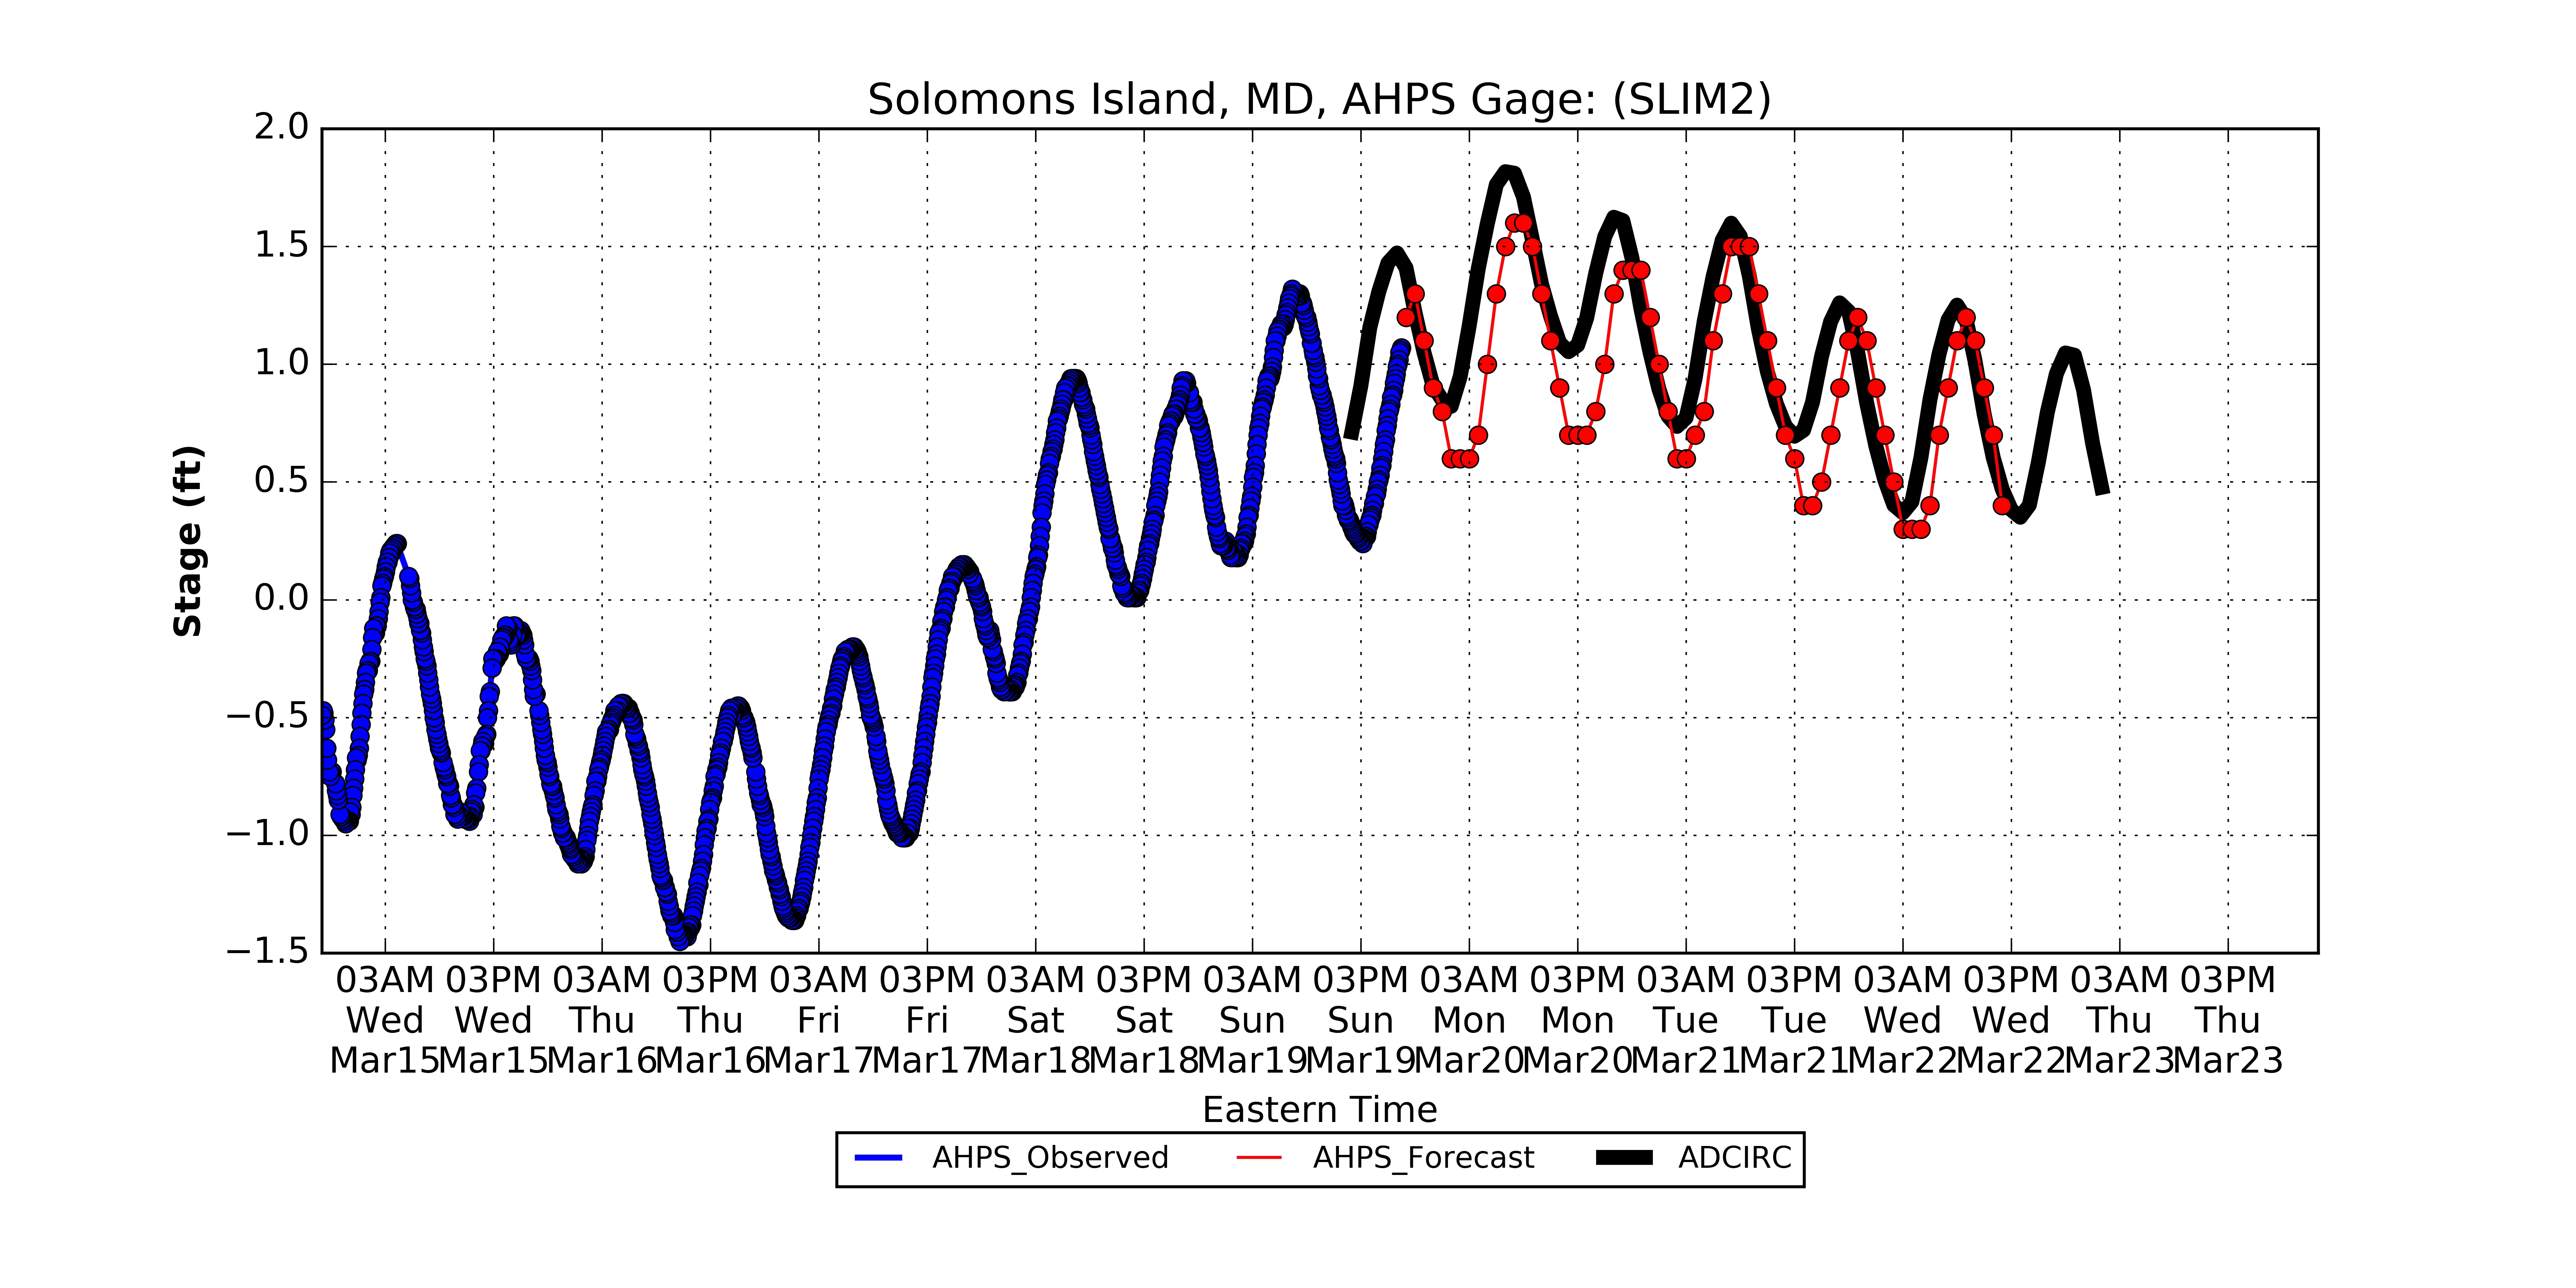 Solomons Island, MD, AHPS Gage: (SLIM2)
2.0
1.5
1.0
0.5
0.0
−0.5
−1.0
−1.5
Stage (ft)
03AM 03PM 03AM 03PM 03AM 03PM 03AM 03PM 03AM 03PM 03AM 03PM 03AM 03PM 03AM 03PM 03AM 03PM
Wed Wed Thu Thu Fri Fri Sat Sat Sun Sun Mon Mon Tue Tue Wed Wed Thu Thu
Mar15 Mar15 Mar16 Mar16 Mar17 Mar17 Mar18 Mar18 Mar19 Mar19 Mar20 Mar20 Mar21 Mar21 Mar22 Mar22 Mar23 Mar23
Eastern Time
AHPS_Observed AHPS_Forecast ADCIRC